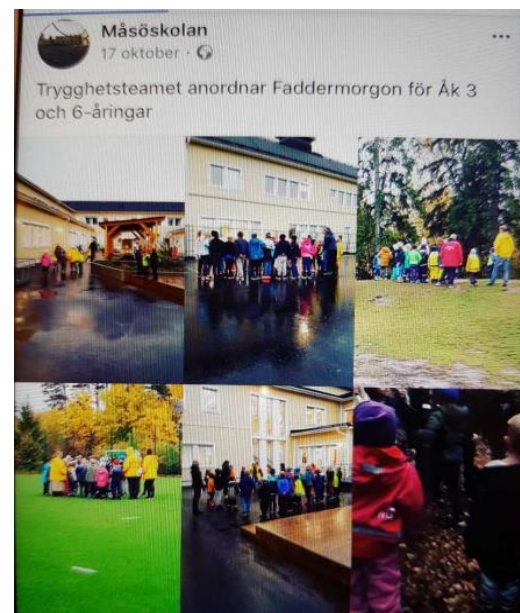 Måsöskolan
17 oktober ·
Trygghetsteamet anordnar Faddermorgon för Åk 3
och 6-åringar